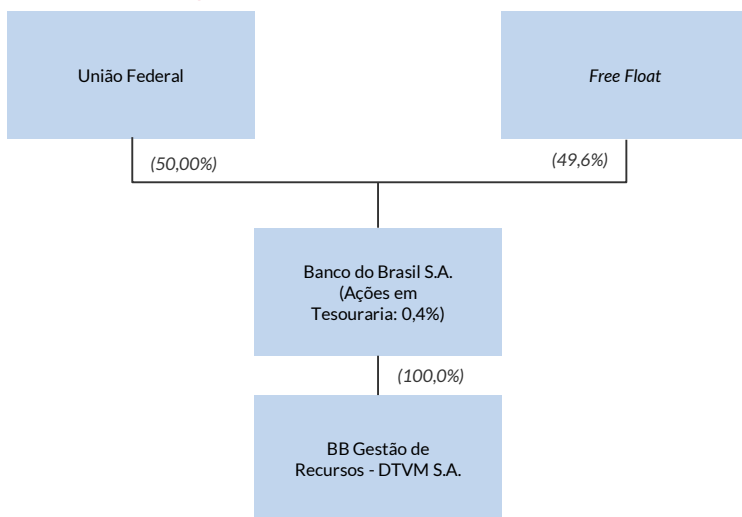 União Federal
Free Float
(50,00%)
(49,6%)
Banco do Brasil S.A.
(Ações em
Tesouraria: 0,4%)
(100,0%)
BB Gestão de
Recursos - DTVM S.A.